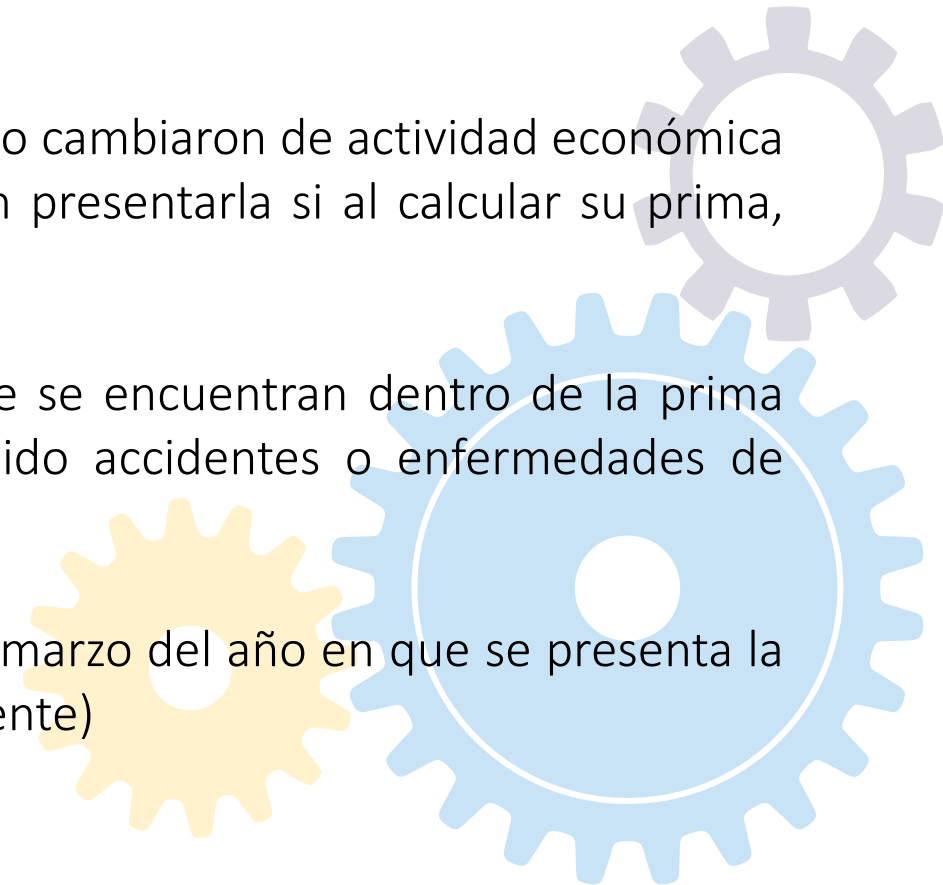 o cambiaron de actividad económica
n presentarla si al calcular su prima,
e se encuentran dentro de la prima
ido accidentes o enfermedades de
marzo del año en que se presenta la
ente)